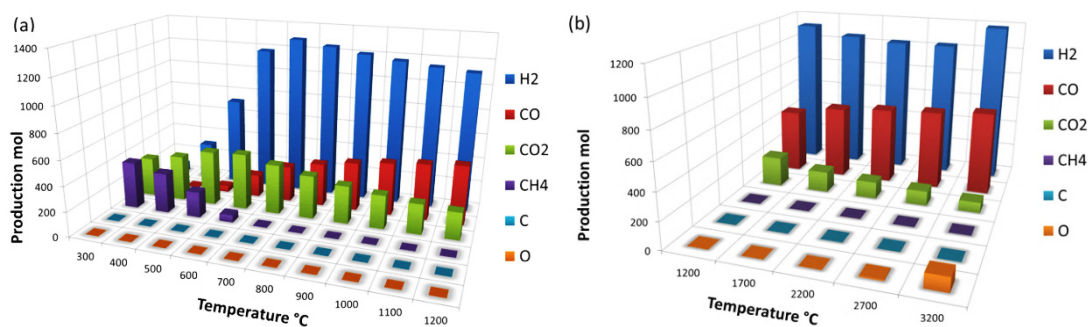 (a)
1400
1200
1000
800
600
400
200
0
Production mol
300 400 500 600 700 800 900 1000 1100 1200
Temperature °C
H2
CO
CO2
CH4
C
O
(b)
1200
1000
800
600
400
200
0
Production mol
1200 1700 2200 2700 3200
Temperature °C
H2
CO
CO2
CH4
C
O